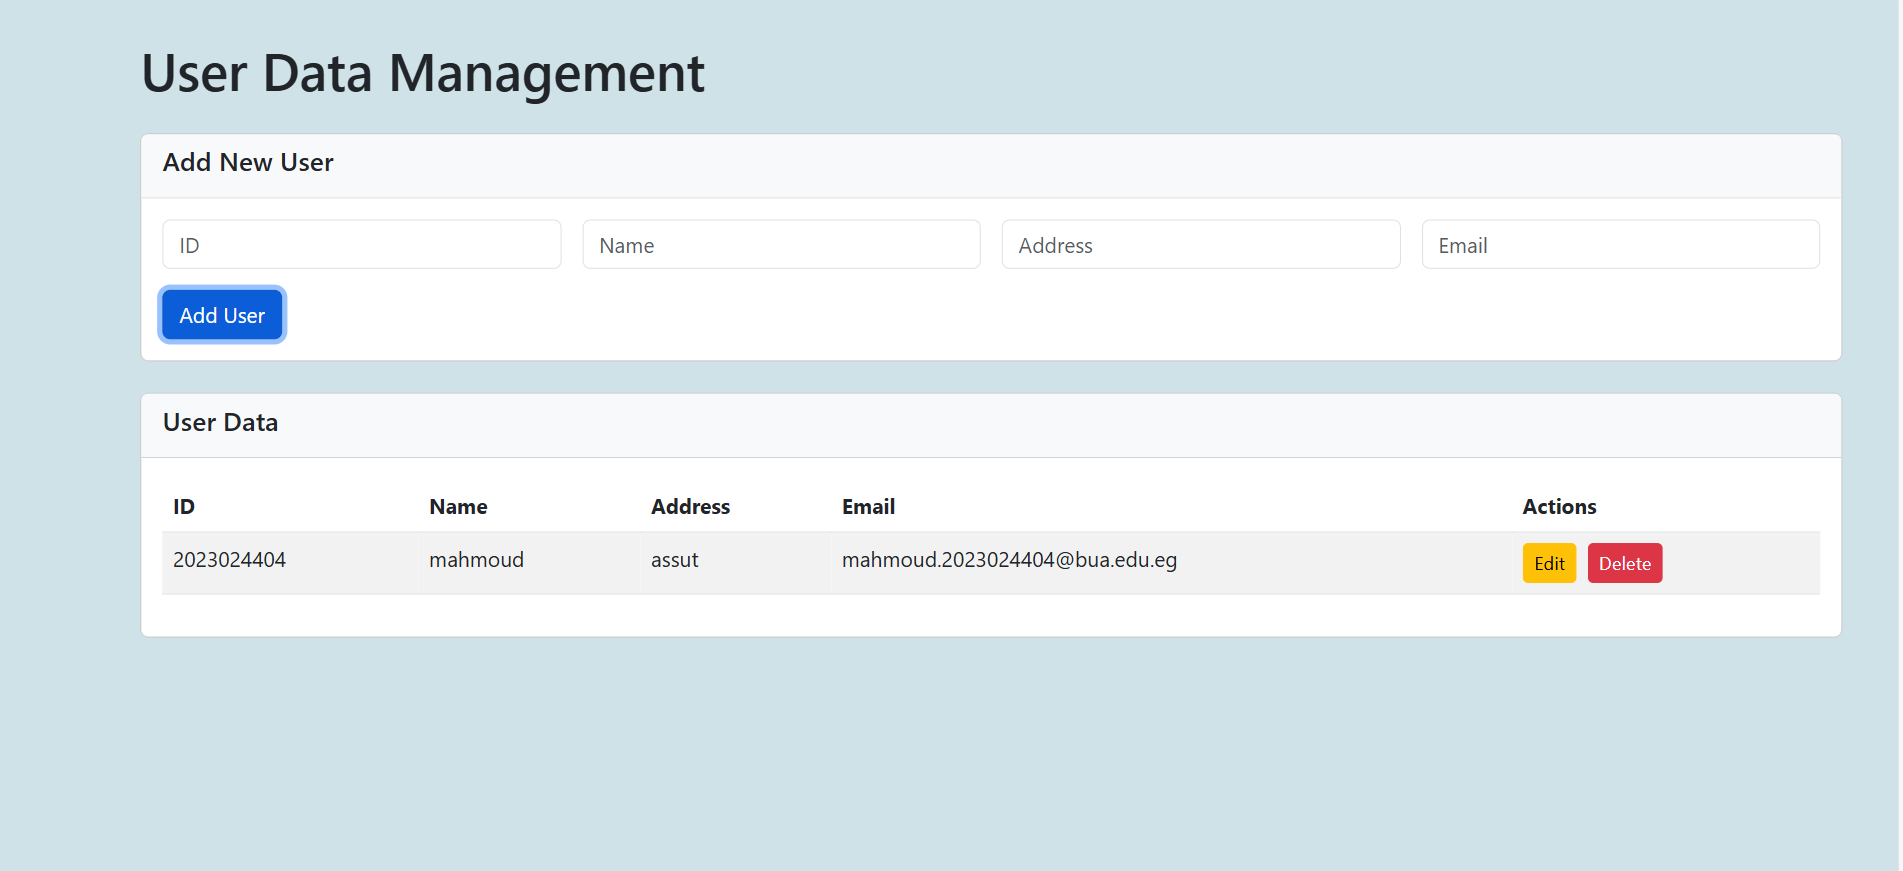 User Data Management
Add New User
ID Name Address Email
Add User
User Data
ID Name Address Email Actions
2023024404 mahmoud assut mahmoud.2023024404@bua.edu.eg Edit Delete